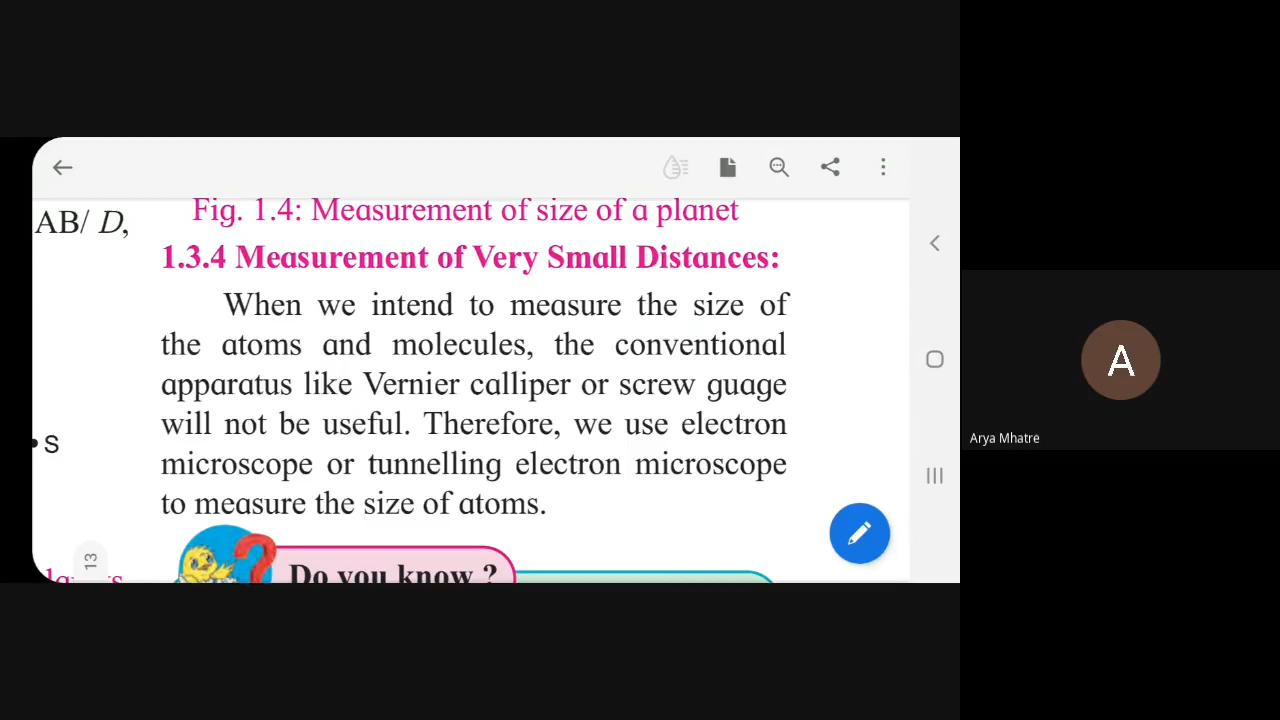 Fig. 1.4: Measurement of size of a planet
AB/ D,
1.3.4 Measurement of Very Small Distances:
When we intend to measure the size of
the atoms and molecules, the conventional
apparatus like Vernier calliper or screw guage
will not be useful. Therefore, we use electron
microscope or tunnelling electron microscope
to measure the size of atoms.
S
13
Do you know ?
A
Arya Mhatre